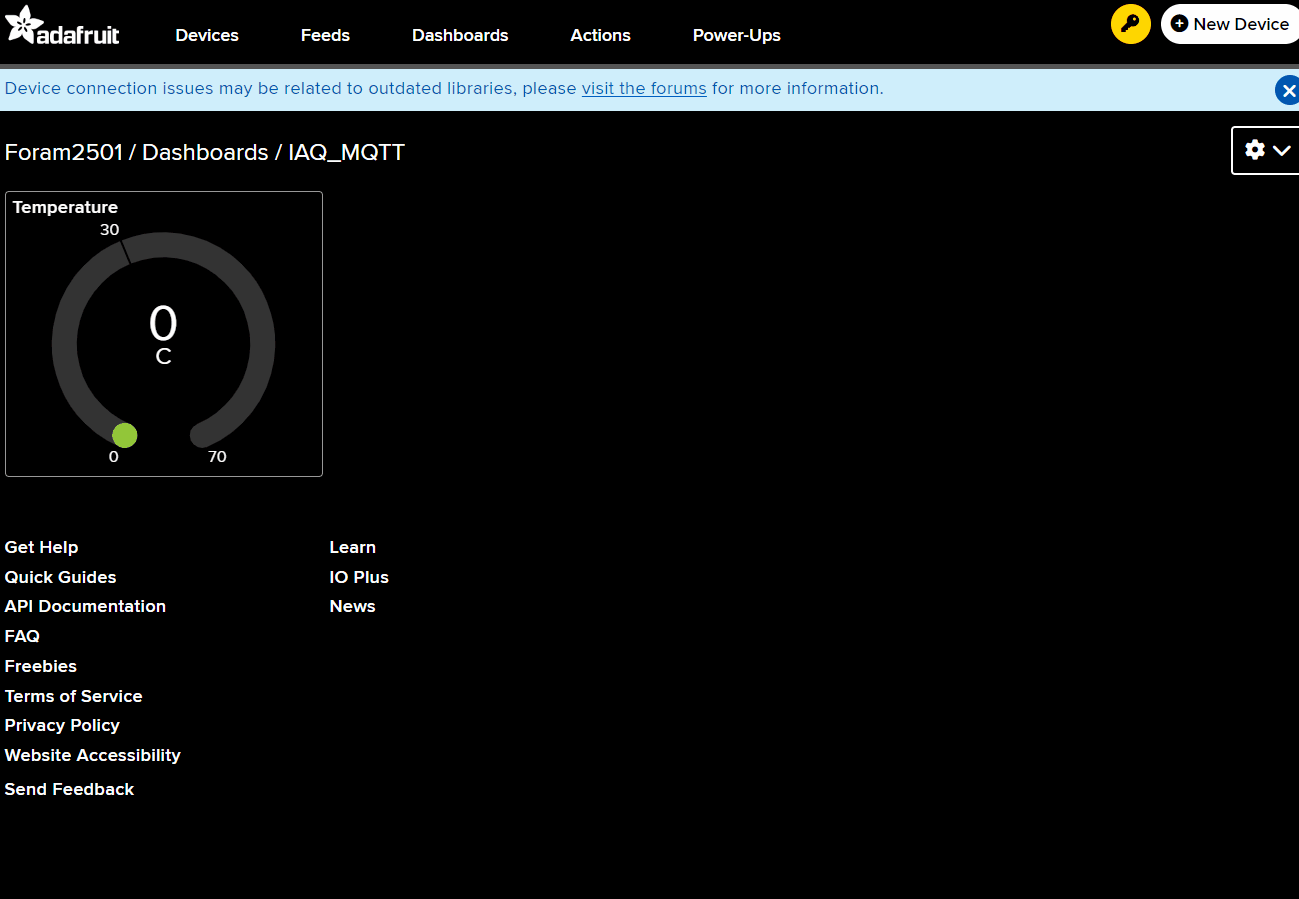 adafruit
Devices Feeds Dashboards Actions Power-Ups
New Device
Device connection issues may be related to outdated libraries, please visit the forums for more information.
Foram2501 / Dashboards / IAQ_MQTT
Temperature
30
0
C
0 70
Get Help Learn
Quick Guides IO Plus
API Documentation News
FAQ
Freebies
Terms of Service
Privacy Policy
Website Accessibility
Send Feedback